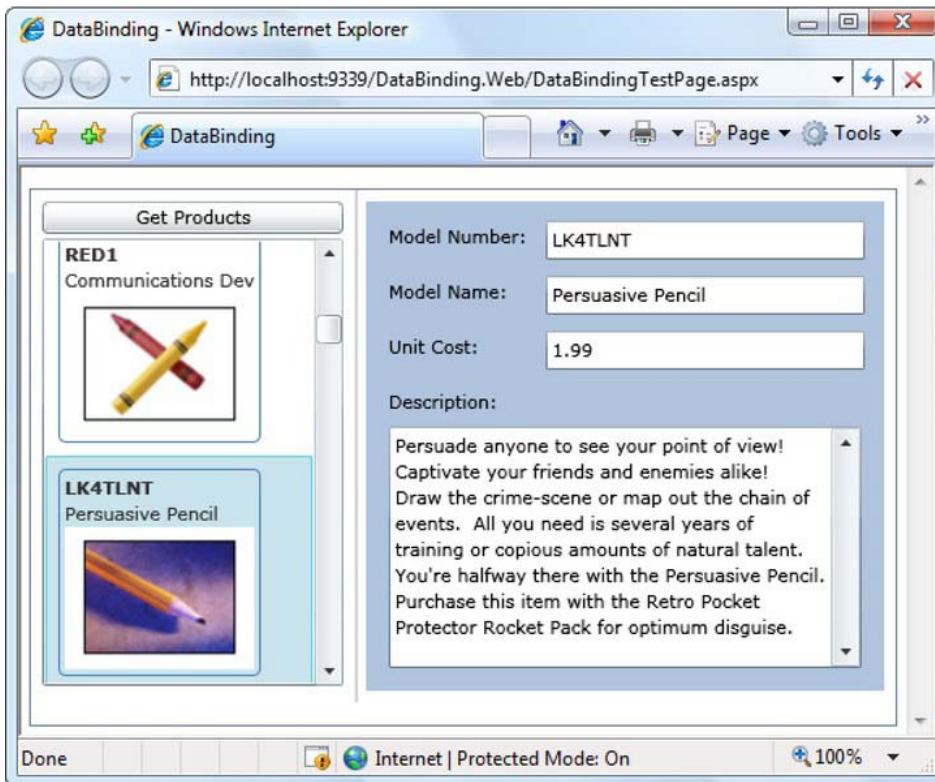 DataBinding - Windows Internet Explorer
http://localhost:9339/DataBinding.Web/DataBindingTestPage.aspx
DataBinding
Page
Tools
Get Products
RED1
Communications Dev
LK4TLNT
Persuasive Pencil
Model Number:
LK4TLNT
Model Name:
Persuasive Pencil
Unit Cost:
1.99
Description:
Persuade anyone to see your point of view!
Captivate your friends and enemies alike!
Draw the crime-scene or map out the chain of
events.  All you need is several years of
training or copious amounts of natural talent.
You're halfway there with the Persuasive Pencil.
Purchase this item with the Retro Pocket
Protector Rocket Pack for optimum disguise.
Done
Internet | Protected Mode: On
100%